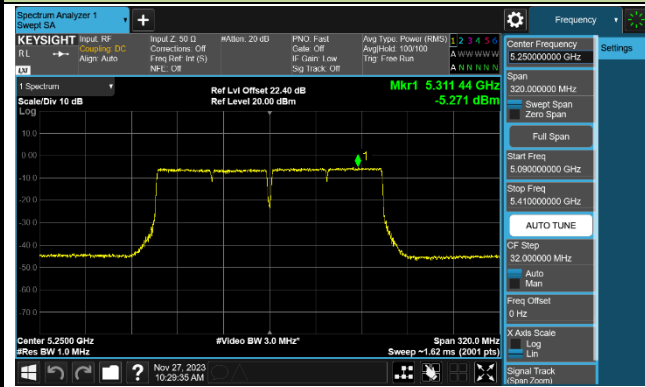 Spectrum Analyzer 1
Swept SA
+
Frequency
KEYSIGHT
RL
Input: RF
Coupling: DC
Align: Auto
Input Z: 50 Ω
Corrections: Off
Freq Ref: Int (S)
NFE: Off
#Atten: 20 dB
PNO: Fast
Gate: Off
IF Gain: Low
Sig Track: Off
Avg Type: Power (RMS)
Avg|Hold: 100/100
Trig: Free Run
1 2 3 4 5 6
A W W W W W
A N N N N N
1 Spectrum
Scale/Div 10 dB
Log
Ref Lvl Offset 22.40 dB
Ref Level 20.00 dBm
Mkr1 5.311 44 GHz
-5.271 dBm
10.0
0.00
-10.0
-20.0
-30.0
-40.0
-50.0
-60.0
-70.0
1
Center 5.2500 GHz
#Res BW 1.0 MHz
#Video BW 3.0 MHz*
Span 320.0 MHz
Sweep ~1.62 ms (2001 pts)
Nov 27, 2023
10:29:35 AM
?
Center Frequency
5.250000000 GHz
Settings
Span
320.000000 MHz
Swept Span
Zero Span
Full Span
Start Freq
5.090000000 GHz
Stop Freq
5.410000000 GHz
AUTO TUNE
CF Step
32.000000 MHz
Auto
Man
Freq Offset
0 Hz
X Axis Scale
Log
Lin
Signal Track
(Span Zoom)